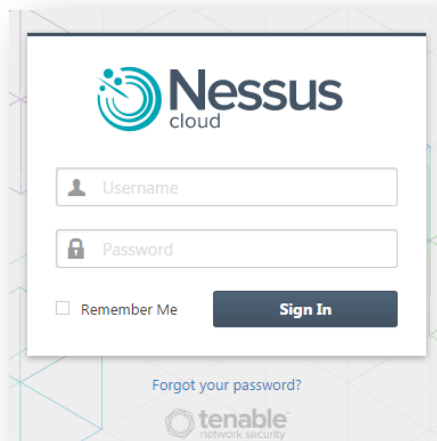 Nessus
cloud
Username
Password
Remember Me
Sign In
Forgot your password?
tenable
network security